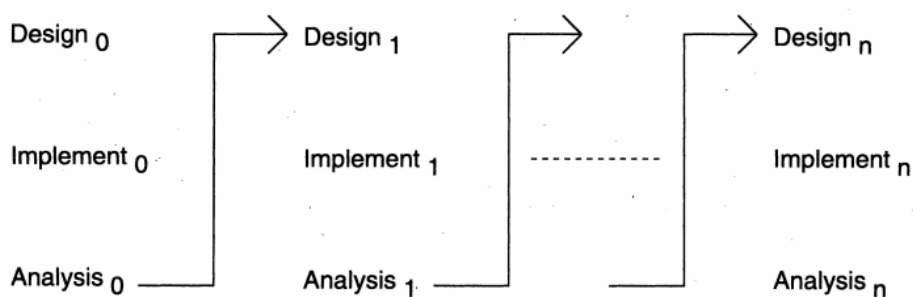 Design 0 Design 1 Design n
Implement 0 Implement 1 Implement n
Analysis 0 Analysis 1 Analysis n